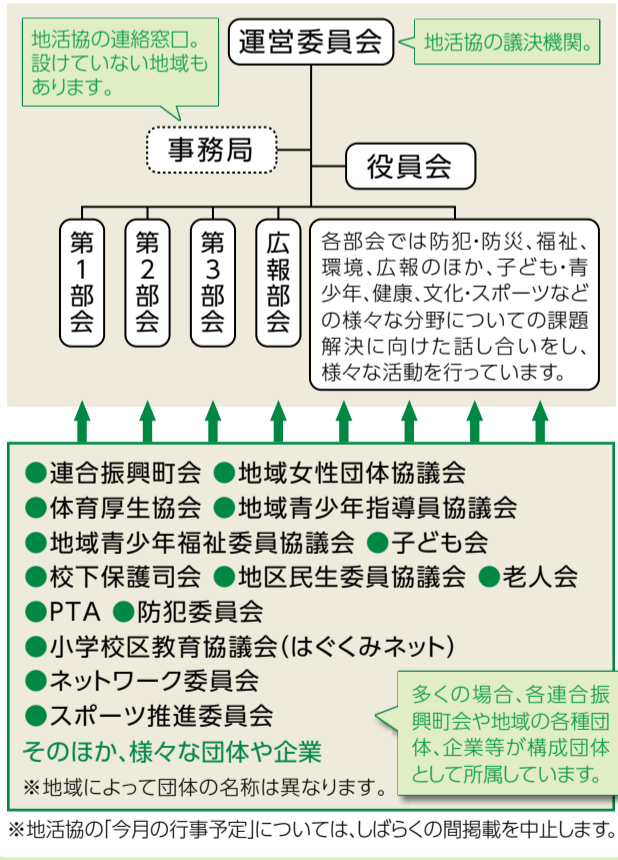 地活協の連絡窓口。
設けていない地域も
あります。
運営委員会
地活協の議決機関。
事務局
役員会
第1部会
第2部会
第3部会
広報部会
各部会では防犯・防災、福祉、
環境、広報のほか、子ども・青
少年、健康、文化・スポーツなど
の様々な分野についての課題
解決に向けた話し合いをし、
様々な活動を行っています。
●連合振興町会 ●地域女性団体協議会
●体育厚生協会 ●地域青少年指導員協議会
●地域青少年福祉委員協議会 ●子ども会
●校下保護司会 ●地区民生委員協議会 ●老人会
●PTA ●防犯委員会
●小学校区教育協議会(はぐくみネット)
●ネットワーク委員会
●スポーツ推進委員会
そのほか、様々な団体や企業
※地域によって団体の名称は異なります。
多くの場合、各連合振
興町会や地域の各種団
体、企業等が構成団体
として所属しています。
※地活協の「今月の行事予定」については、しばらくの間掲載を中止します。